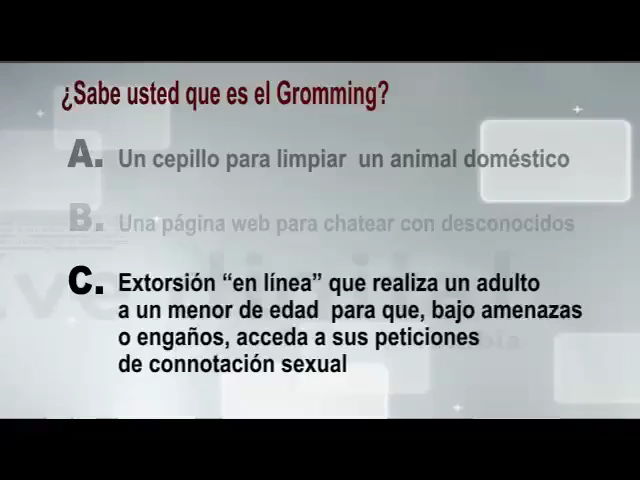 ¿Sabe usted que es el Gromming?
A. Un cepillo para limpiar un animal doméstico
B. Una página web para chatear con desconocidos
C. Extorsión “en línea” que realiza un adulto
a un menor de edad para que, bajo amenazas
o engaños, acceda a sus peticiones
de connotación sexual